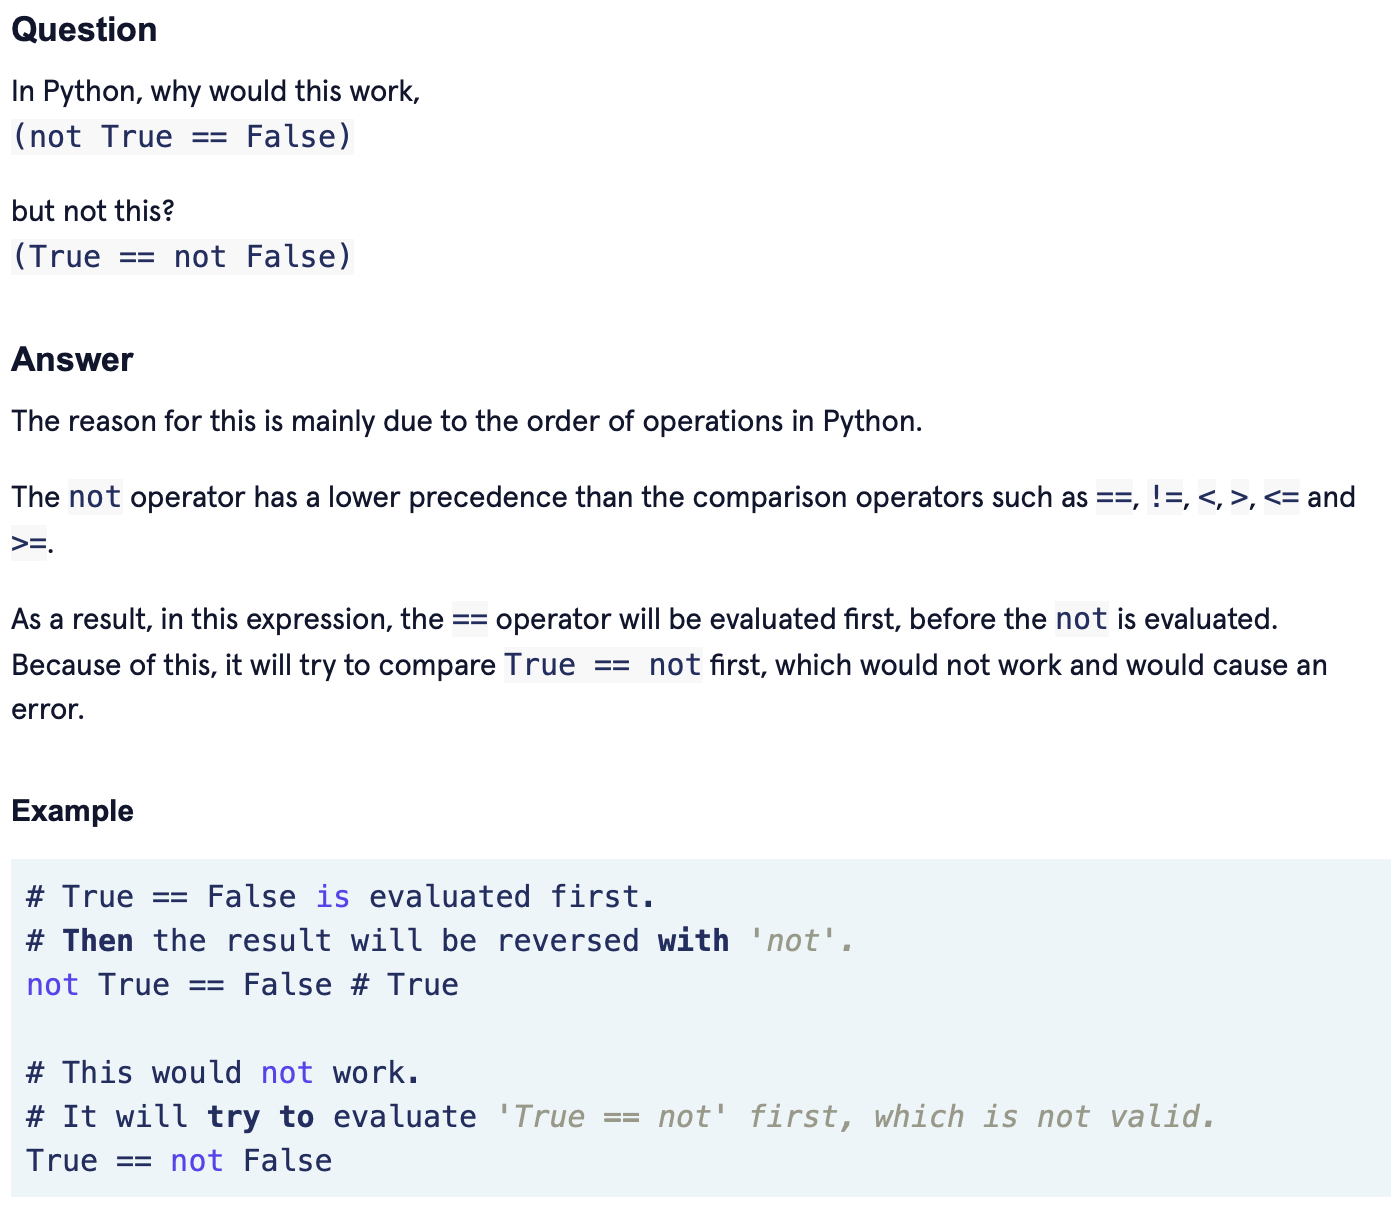 Question
In Python, why would this work,
(not True == False)
but not this?
(True == not False)
Answer
The reason for this is mainly due to the order of operations in Python.
The not operator has a lower precedence than the comparison operators such as ==, !=, <, >, <= and
>=.
As a result, in this expression, the == operator will be evaluated first, before the not is evaluated.
Because of this, it will try to compare True == not first, which would not work and would cause an
error.
Example
# True == False is evaluated first.
# Then the result will be reversed with 'not'.
not True == False # True
# This would not work.
# It will try to evaluate 'True == not' first, which is not valid.
True == not False